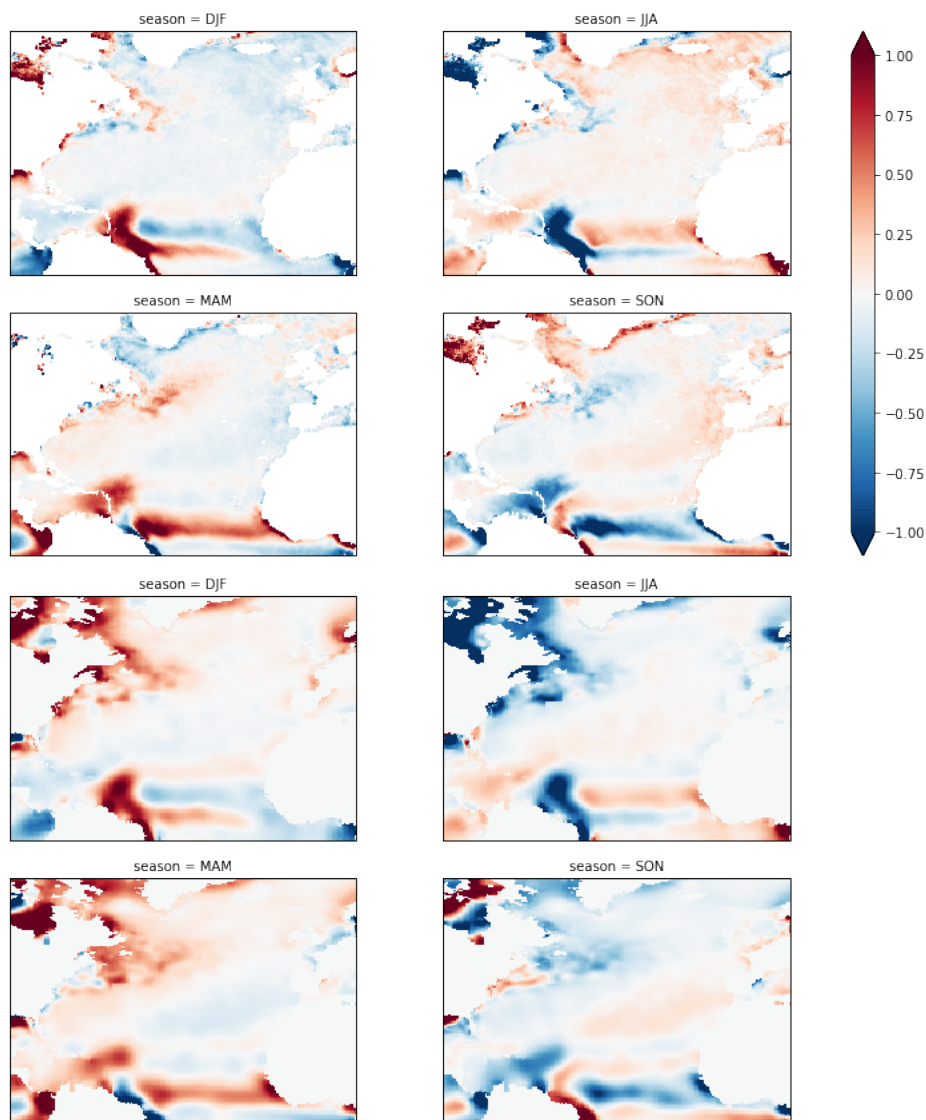 season = DJF
season = JJA
1.00
0.75
0.50
0.25
0.00
−0.25
−0.50
−0.75
−1.00
season = MAM
season = SON
season = DJF
season = JJA
season = MAM
season = SON